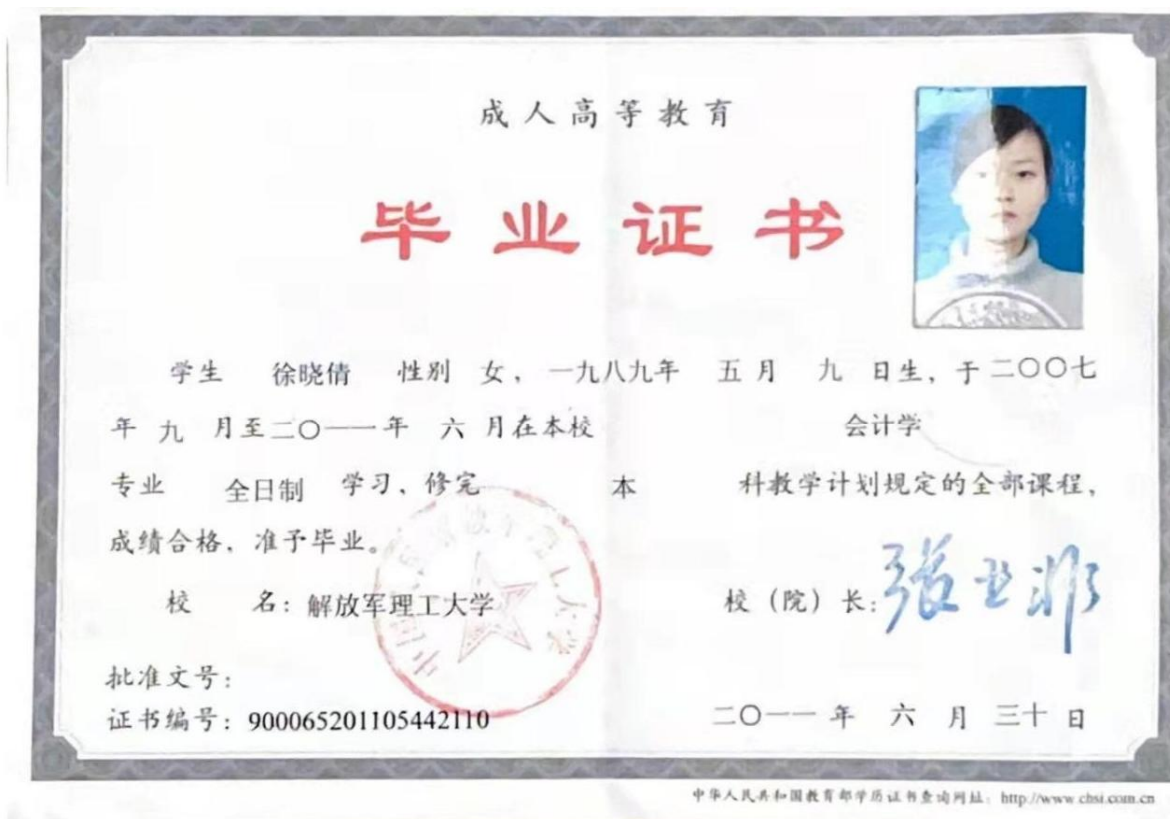 成人高等教育
毕业证书
学生 徐晓倩 性别 女，一九八九年 五月 九 日生，于二〇〇七
年 九 月至二〇一一年 六 月在本校 会计学
专业 全日制 学习、修完 本 科教学计划规定的全部课程，
成绩合格，准予毕业。
校 名：解放军理工大学
校（院）长：张亚非
批准文号：
证书编号：900065201105442110
二〇一一 年 六 月 三十 日
中华人民共和国教育部学历证书查询网址：http://www.chsi.com.cn